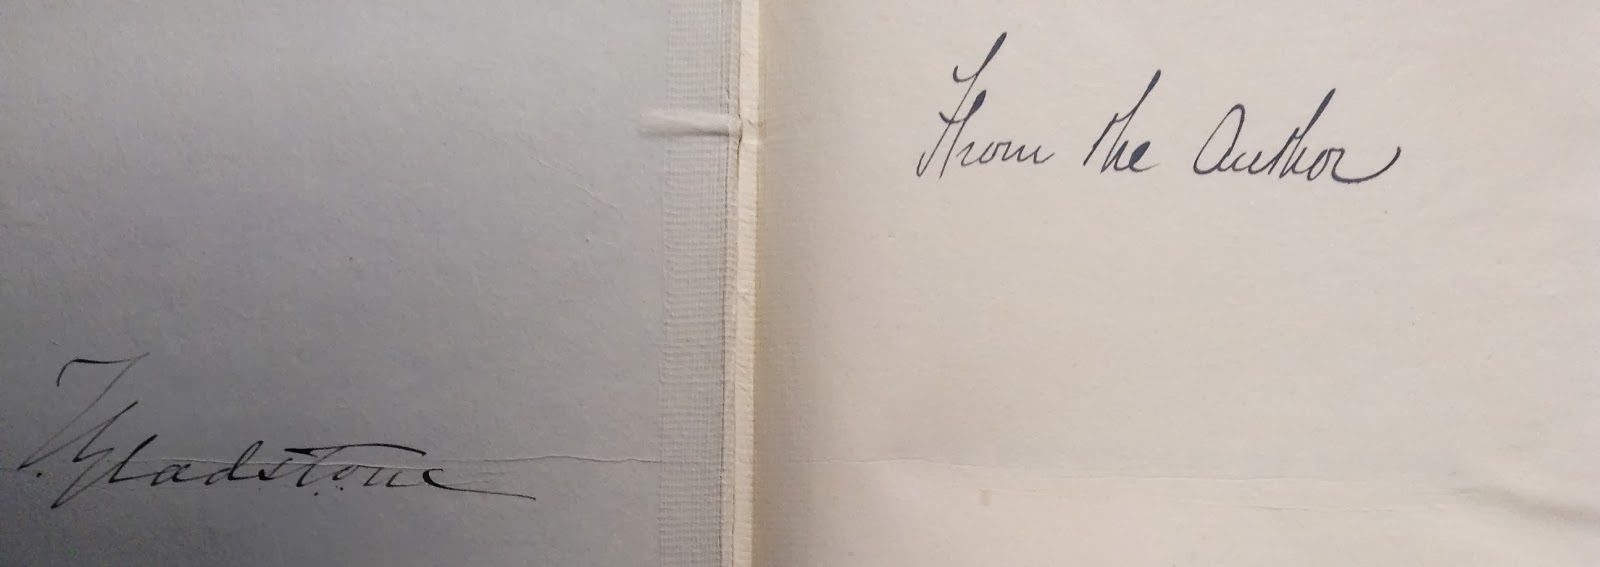 From the Author
Gladstone